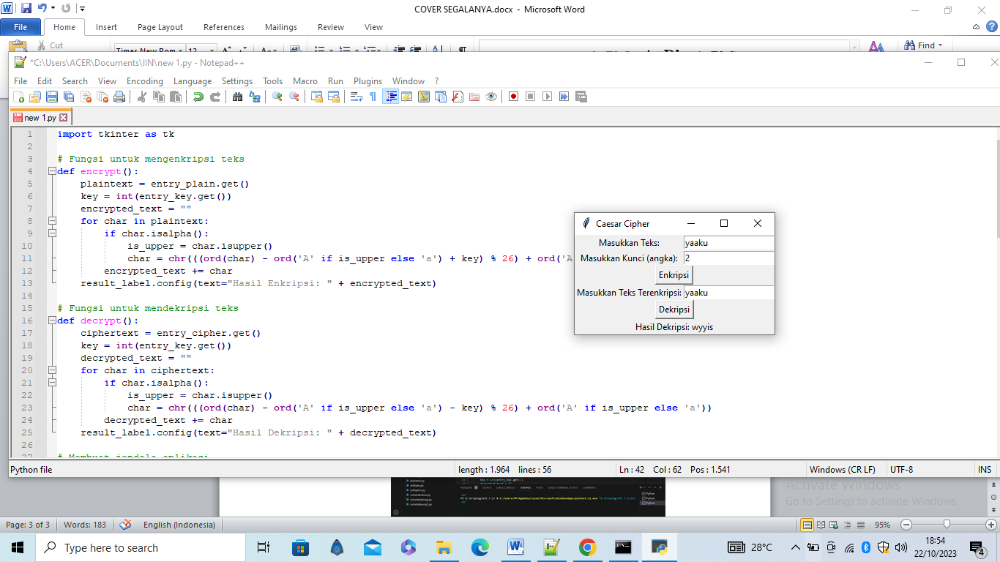 COVER SEGALANYA.docx - Microsoft Word
File Home Insert Page Layout References Mailings Review View
Cut
Find
*C:\Users\ACER\Documents\IIN\new 1.py - Notepad++
File Edit Search View Encoding Language Settings Tools Macro Run Plugins Window ?
new 1.py
1 import tkinter as tk
2
3 # Fungsi untuk mengenkripsi teks
4 def encrypt():
5 plaintext = entry_plain.get()
6 key = int(entry_key.get())
7 encrypted_text = ""
8 for char in plaintext:
9 if char.isalpha():
10 is_upper = char.isupper()
11 char = chr(((ord(char) - ord('A' if is_upper else 'a') + key) % 26) + ord('A
12 encrypted_text += char
13 result_label.config(text="Hasil Enkripsi: " + encrypted_text)
14
15 # Fungsi untuk mendekripsi teks
16 def decrypt():
17 ciphertext = entry_cipher.get()
18 key = int(entry_key.get())
19 decrypted_text = ""
20 for char in ciphertext:
21 if char.isalpha():
22 is_upper = char.isupper()
23 char = chr(((ord(char) - ord('A' if is_upper else 'a') - key) % 26) + ord('A' if is_upper else 'a'))
24 decrypted_text += char
25 result_label.config(text="Hasil Dekripsi: " + decrypted_text)
26
27 # Membuat jendela aplikasi
Caesar Cipher
Masukkan Teks: yaaku
Masukkan Kunci (angka): 2
Enkripsi
Masukkan Teks Terenkripsi: yaaku
Dekripsi
Hasil Dekripsi: wyyis
Python file length : 1.964 lines : 56 Ln : 42 Col : 62 Pos : 1.541 Windows (CR LF) UTF-8 INS
Go to Settings to activate Windows.
Page: 3 of 3 Words: 183 English (Indonesia) 95%
Type here to search
28°C
18:54
22/10/2023
4